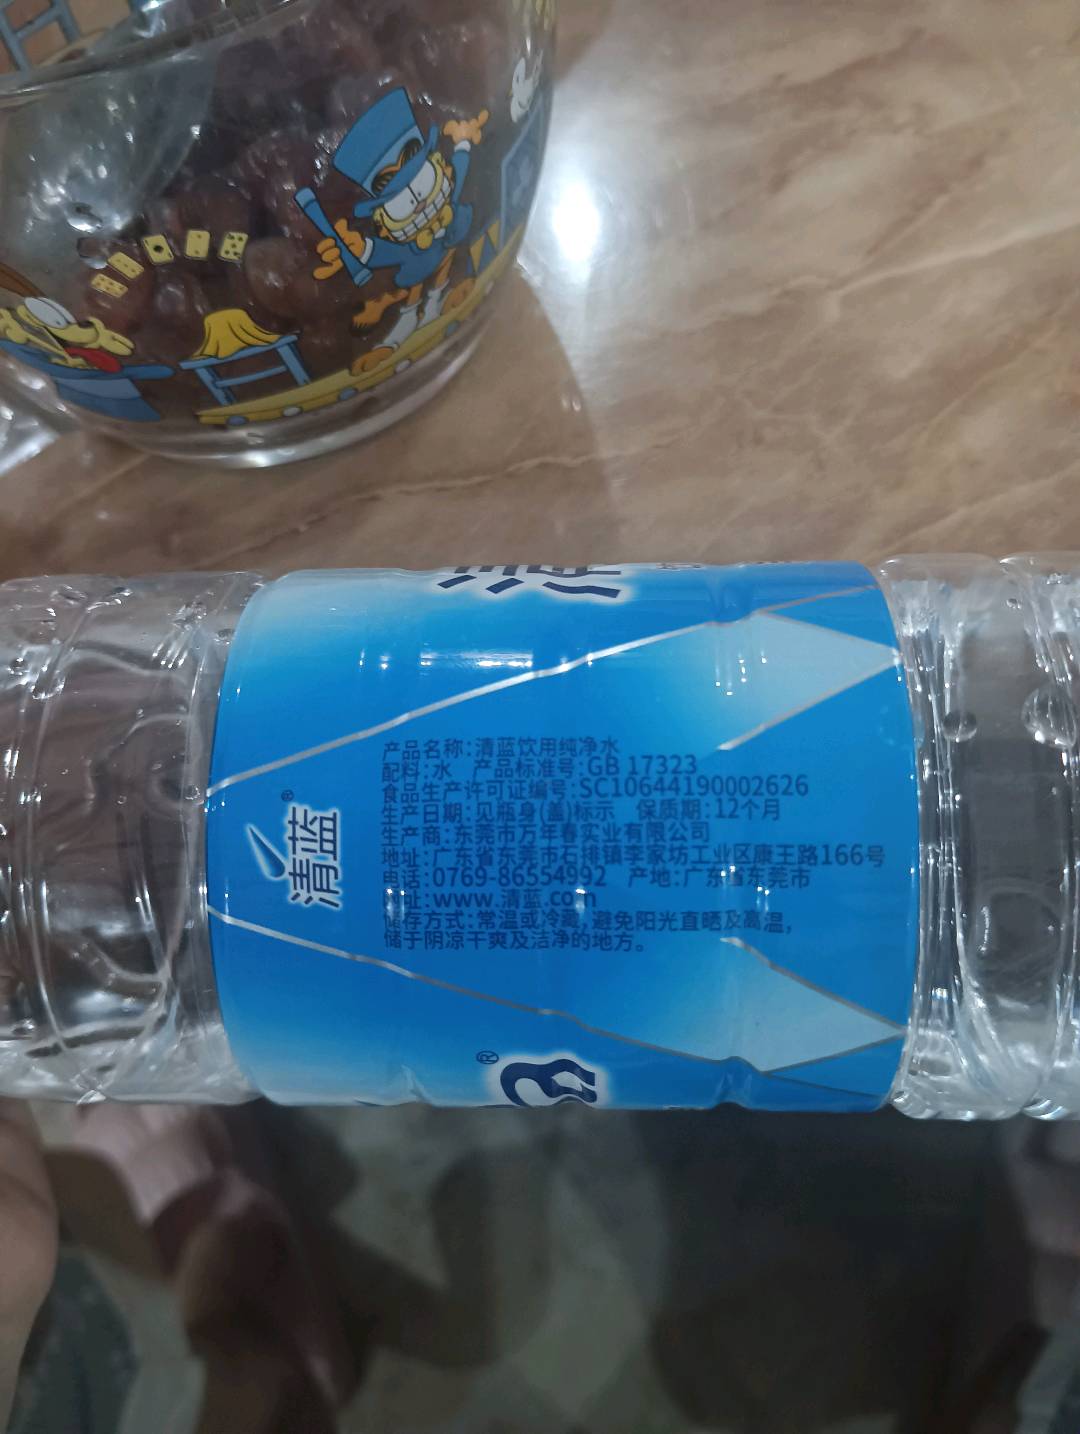 清蓝®
产品名称:清蓝饮用纯净水
配料:水 产品标准号:GB 17323
食品生产许可证编号:SC10644190002626
生产日期:见瓶身(盖)标示 保质期:12个月
生产商:东莞市万年春实业有限公司
地址:广东省东莞市石排镇李家坊工业区康王路166号
电话:0769-86554992 产地:广东省东莞市
网址:www.清蓝.com
储存方式:常温或冷藏,避免阳光直晒及高温,
储于阴凉干爽及洁净的地方。
®